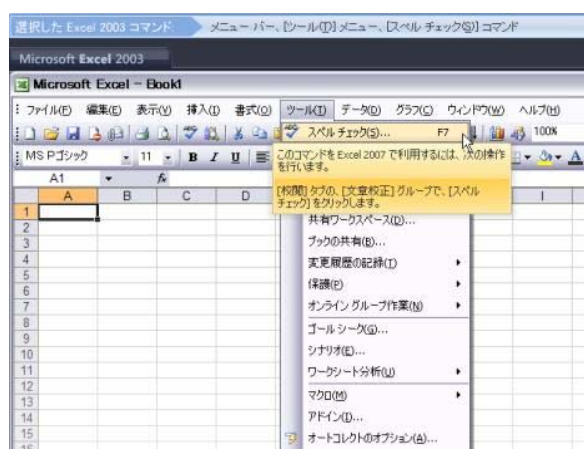 選択した Excel 2003 コマンド メニュー バー、[ツール(T)] メニュー、[スペル チェック(S)] コマンド
Microsoft Excel 2003
Microsoft Excel - Book1
ファイル(F) 編集(E) 表示(V) 挿入(I) 書式(O) ツール(T) データ(D) グラフ(C) ウィンドウ(W) ヘルプ(H)
スペル チェック(S)... F7
100%
MS Pゴシック 11 B I U A
このコマンドを Excel 2007 で利用するには、次の操作
を行います。
[校閲] タブの、[文章校正] グループで、[スペル
チェック] をクリックします。
A1 fx
A B C D I
1
2
3
4
5
6
7
8
9
10
11
12
13
14
15
16
共有ワークスペース(D)...
ブックの共有(B)...
変更履歴の記録(T)
保護(P)
オンライン グループ作業(N)
ゴール シーク(G)...
シナリオ(E)...
ワークシート分析(U)
マクロ(M)
アドイン(I)...
オートコレクトのオプション(A)...